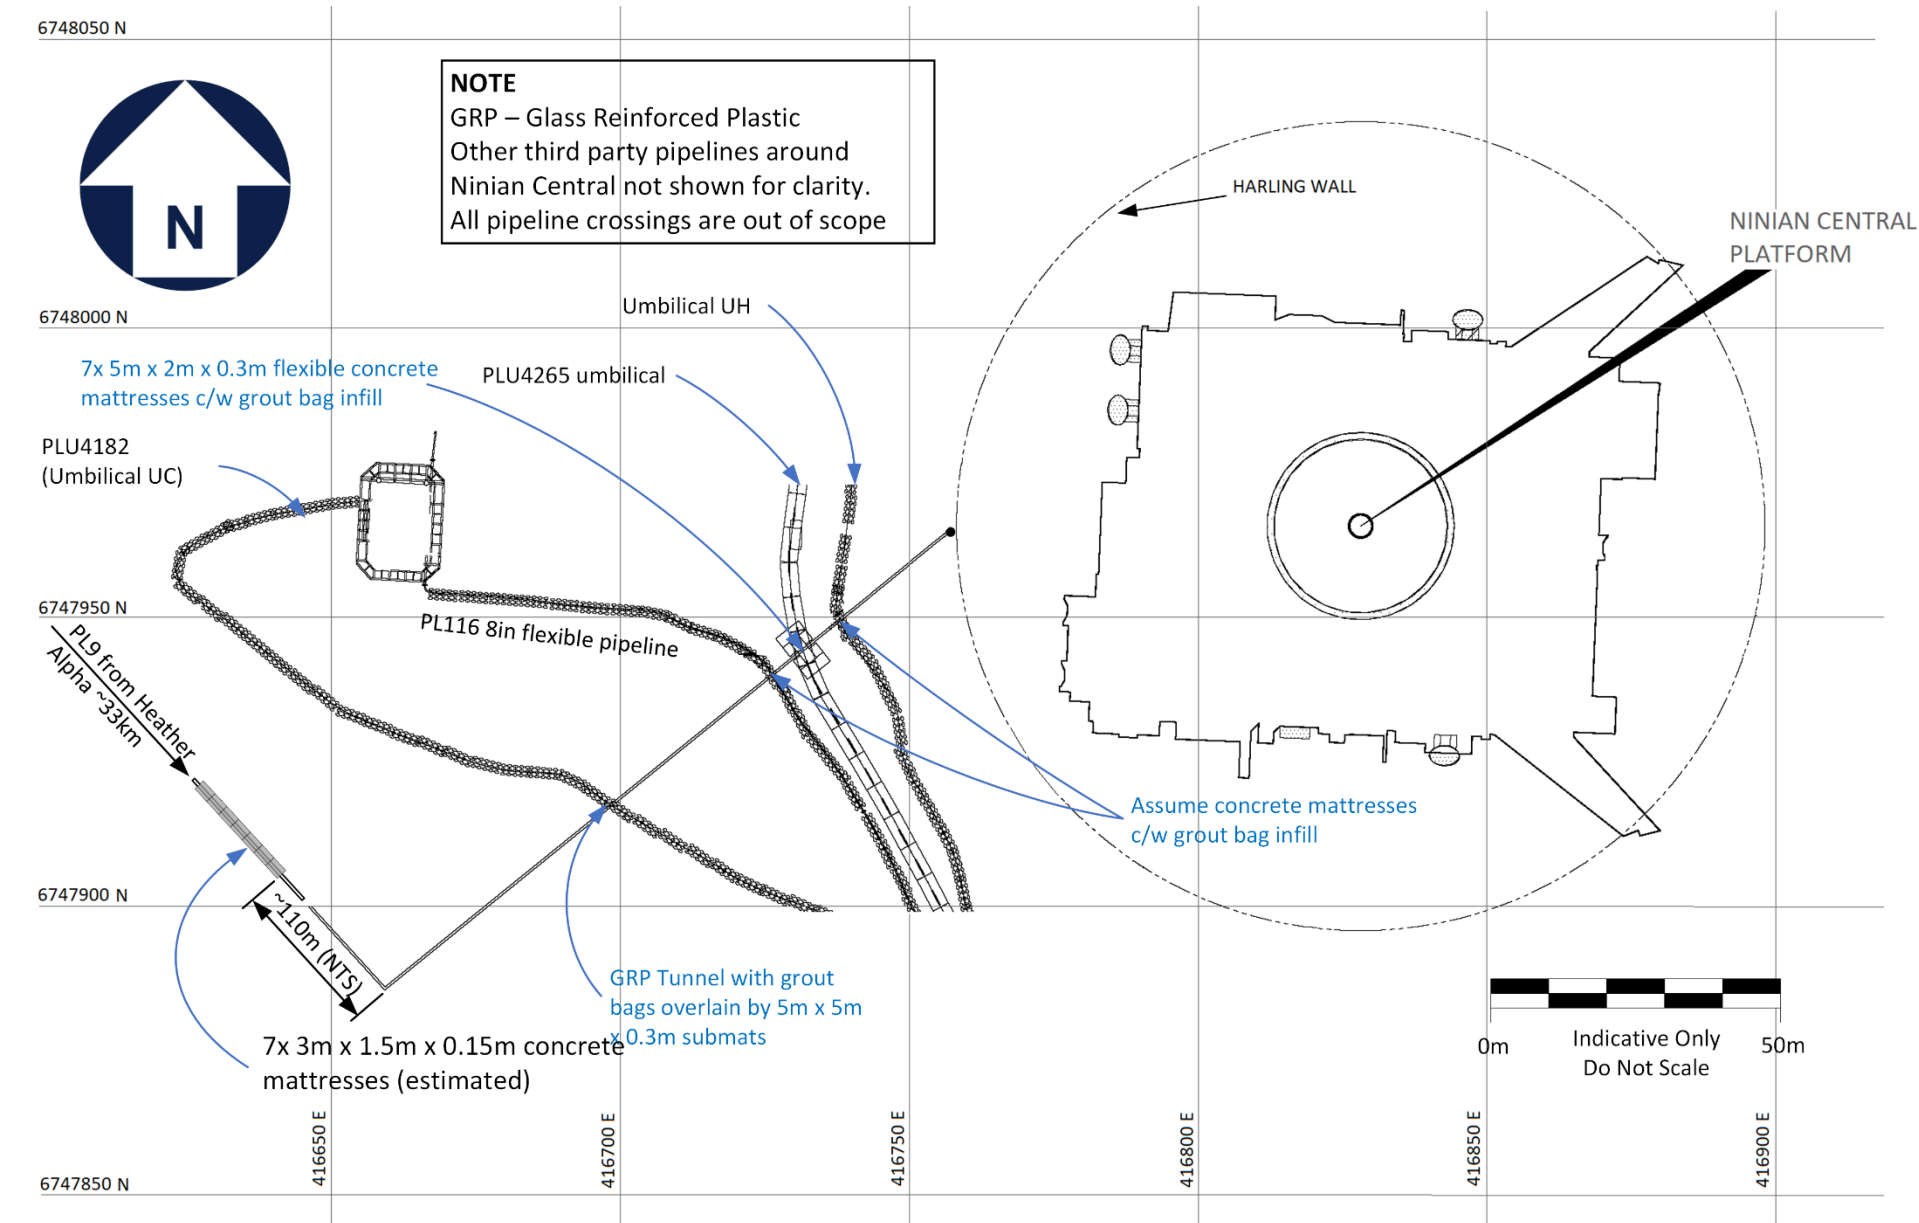 6748050 N
NOTE
GRP – Glass Reinforced Plastic
Other third party pipelines around
Ninian Central not shown for clarity.
All pipeline crossings are out of scope
N
HARLING WALL
NINIAN CENTRAL
PLATFORM
6748000 N
Umbilical UH
7x 5m x 2m x 0.3m flexible concrete
mattresses c/w grout bag infill
PLU4265 umbilical
PLU4182
(Umbilical UC)
6747950 N
PL116 8in flexible pipeline
PL9 from Heather
Alpha ~33km
Assume concrete mattresses
c/w grout bag infill
6747900 N
~110m (NTS)
GRP Tunnel with grout
bags overlain by 5m x 5m
x 0.3m submats
7x 3m x 1.5m x 0.15m concrete
mattresses (estimated)
0m
Indicative Only
Do Not Scale
50m
416650 E
416700 E
416750 E
416800 E
416850 E
416900 E
6747850 N